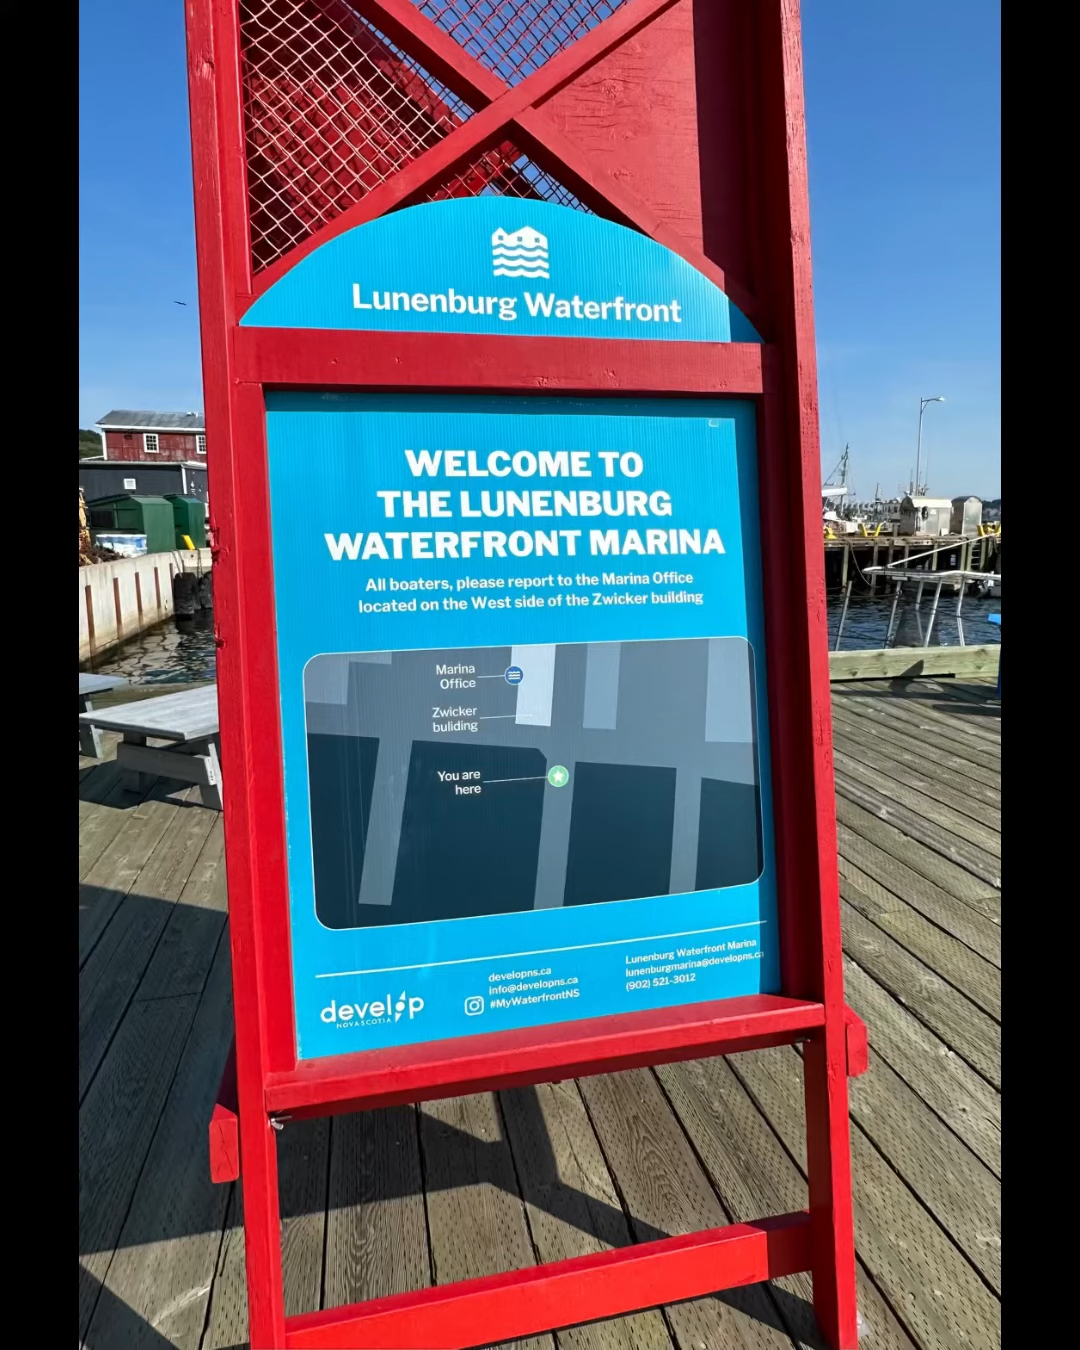 Lunenburg Waterfront
WELCOME TO
THE LUNENBURG
WATERFRONT MARINA
All boaters, please report to the Marina Office
located on the West side of the Zwicker building
Marina
Office
Zwicker
buliding
You are
here
develop
NOVA SCOTIA
developns.ca
info@developns.ca
#MyWaterfrontNS
Lunenburg Waterfront Marina
lunenburgmarina@developns.ca
(902) 521-3012